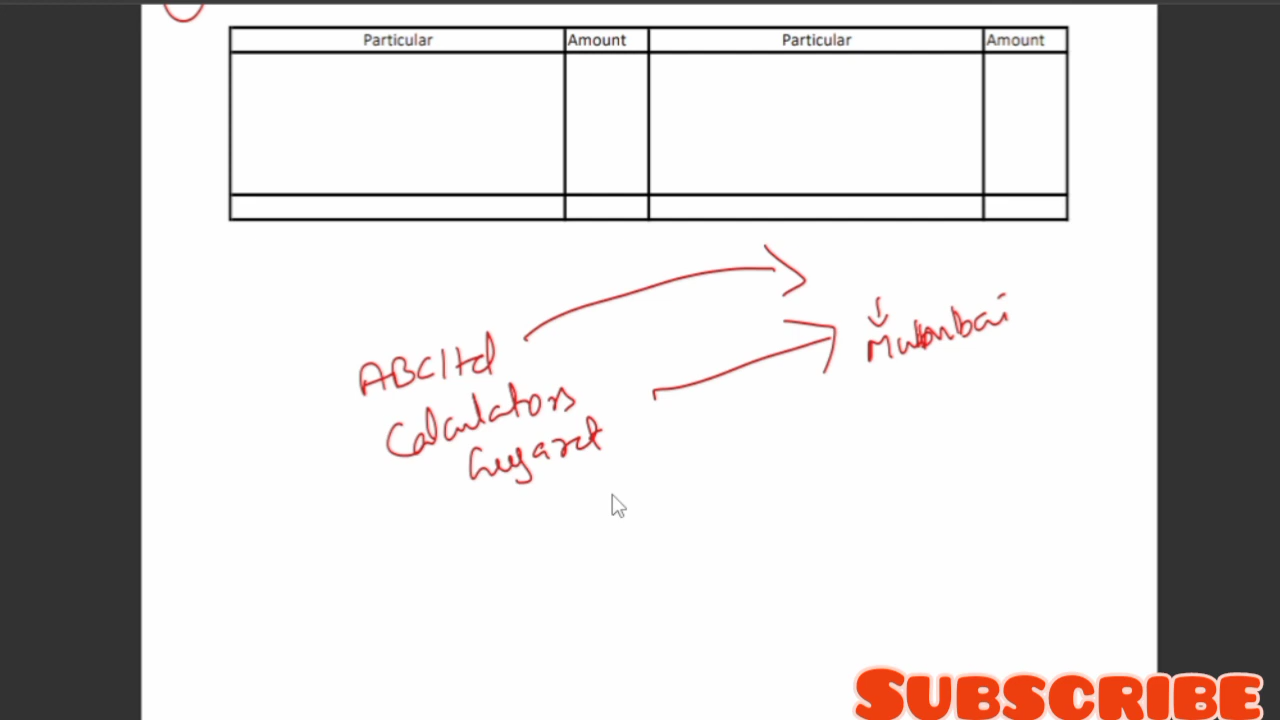 Particular Amount Particular Amount
Mumbai
ABC ltd
Calculators
Gujarat
SUBSCRIBE